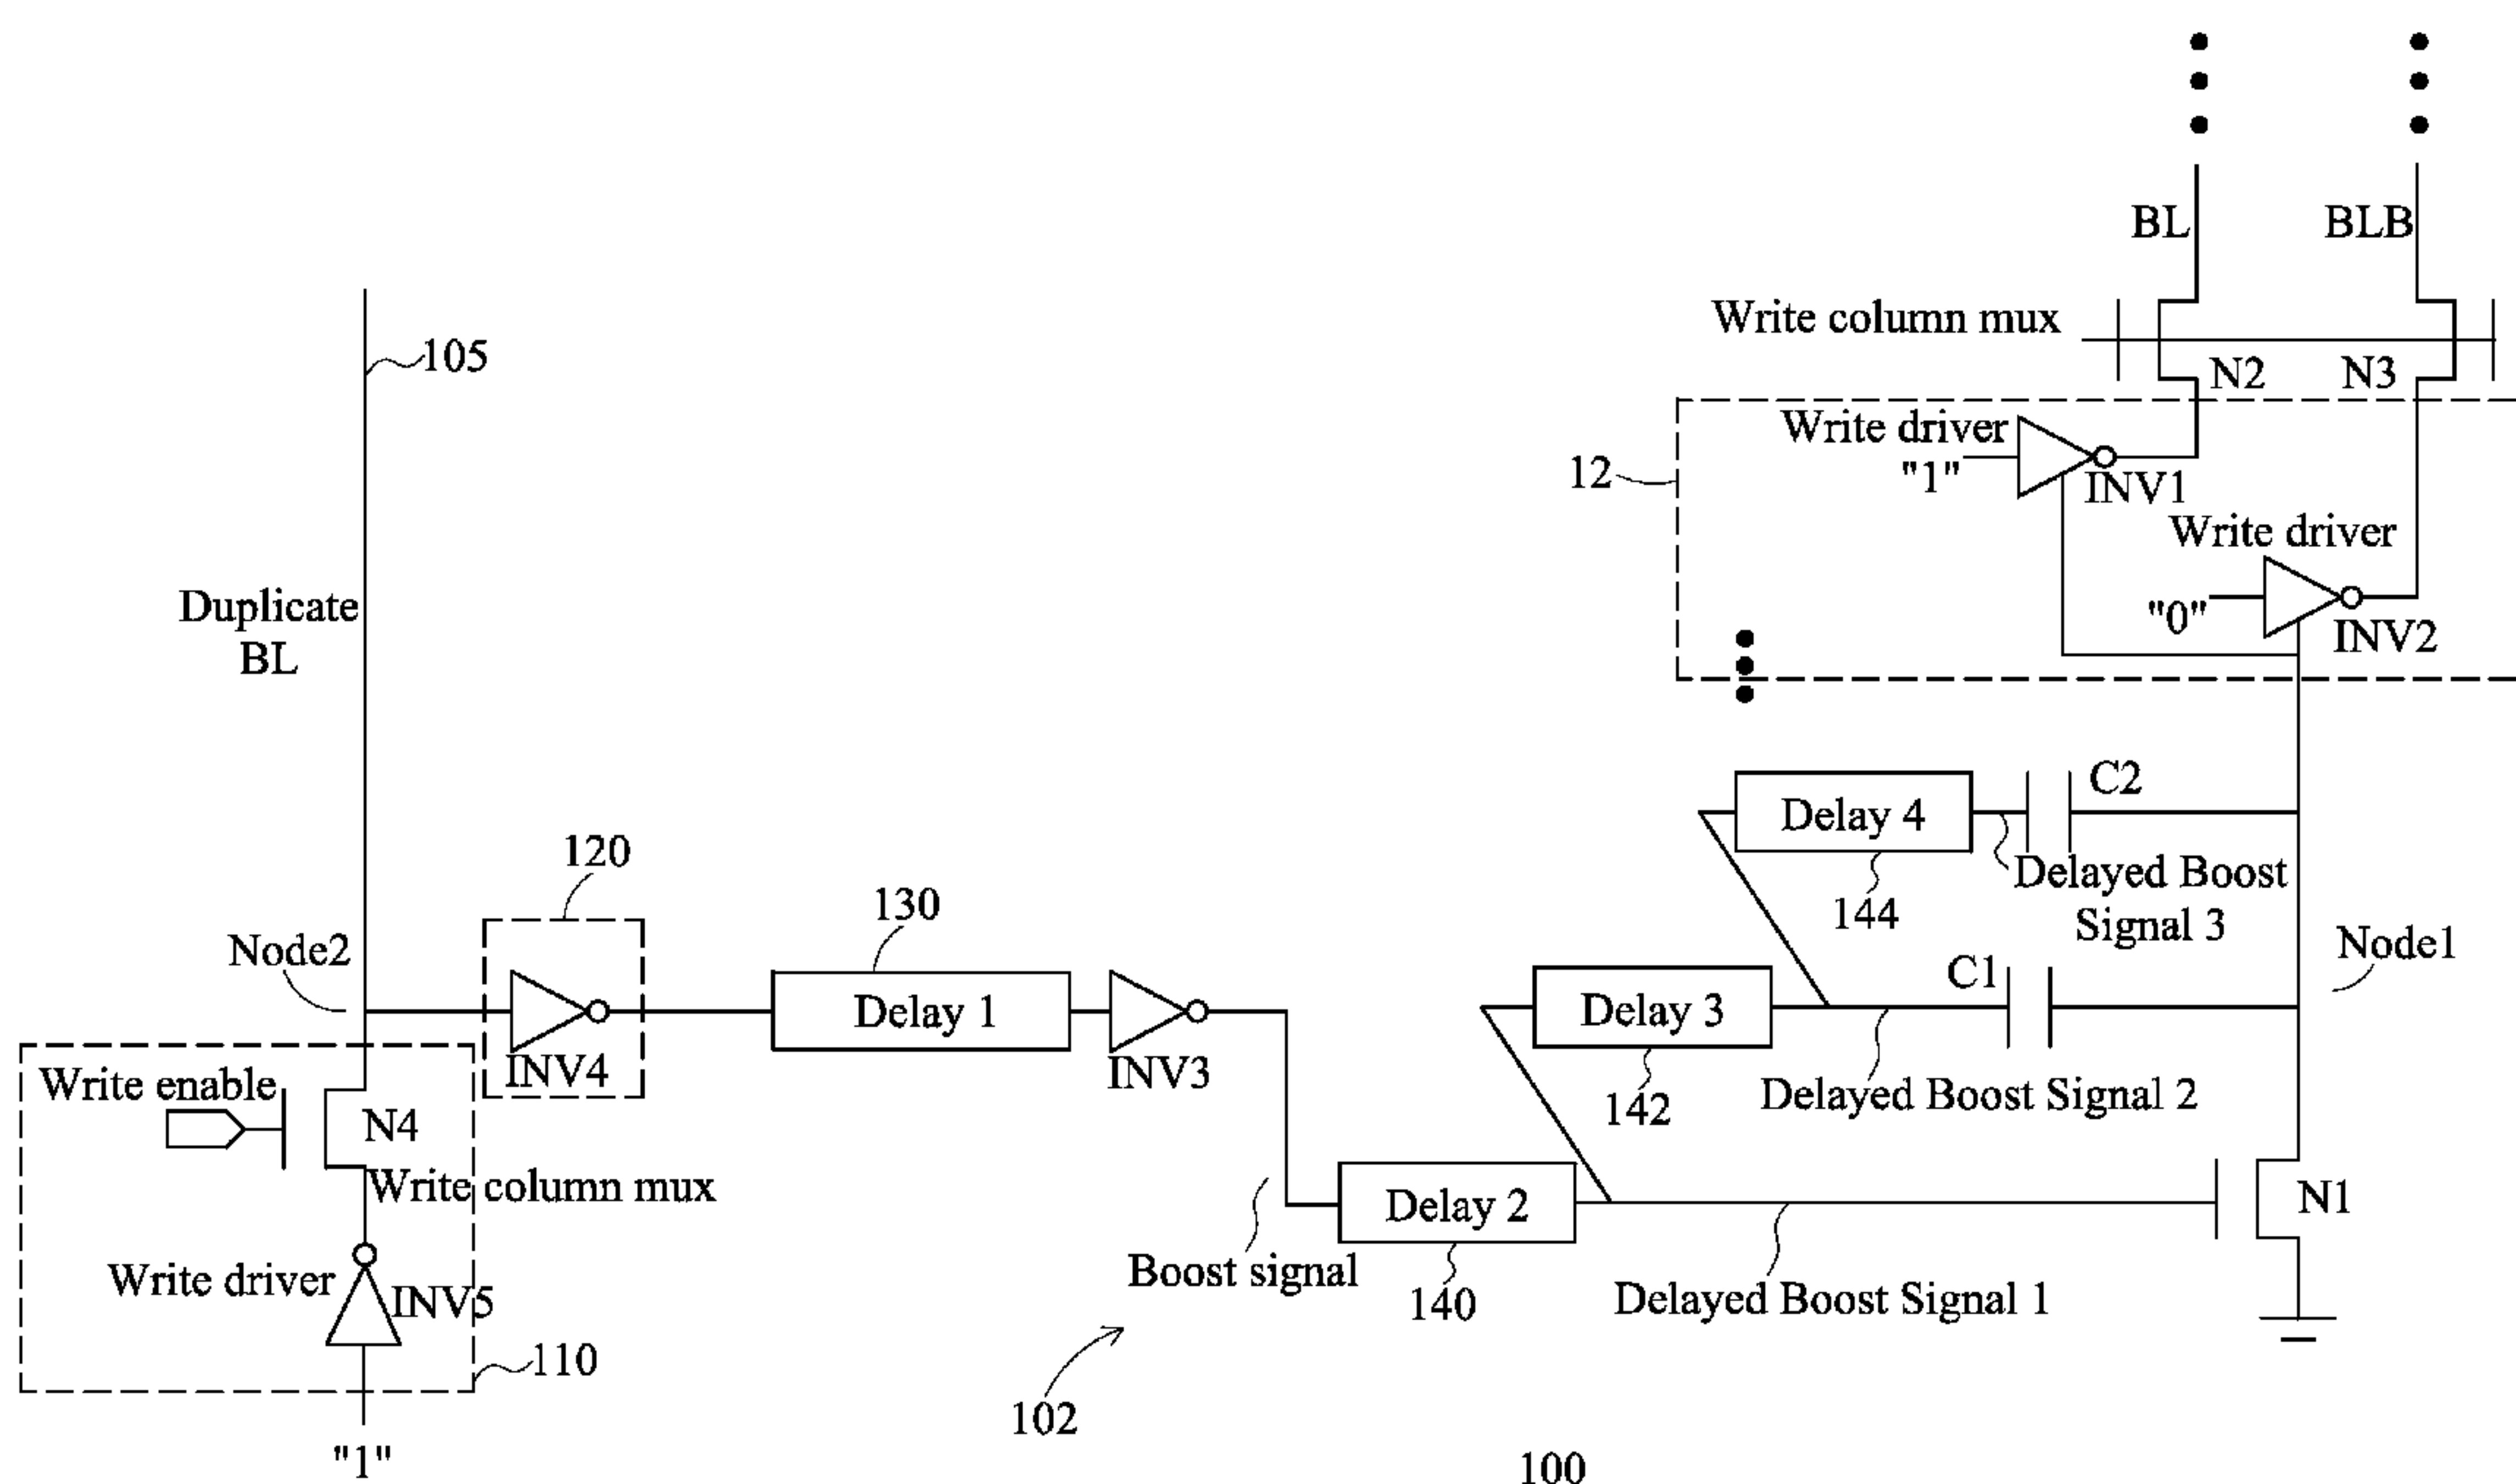 BL
BLB
Write column mux
105
N2
N3
Write driver
12
"1"
INV1
Write driver
Duplicate
BL
"0"
INV2
C2
Delay 4
120
Delayed Boost
Signal 3
130
144
Node2
Node1
C1
Delay 1
Delay 3
INV4
INV3
Write enable
142
Delayed Boost Signal 2
N4
Write column mux
Delay 2
N1
Write driver
INV5
Boost signal
140
Delayed Boost Signal 1
110
102
"1"
100